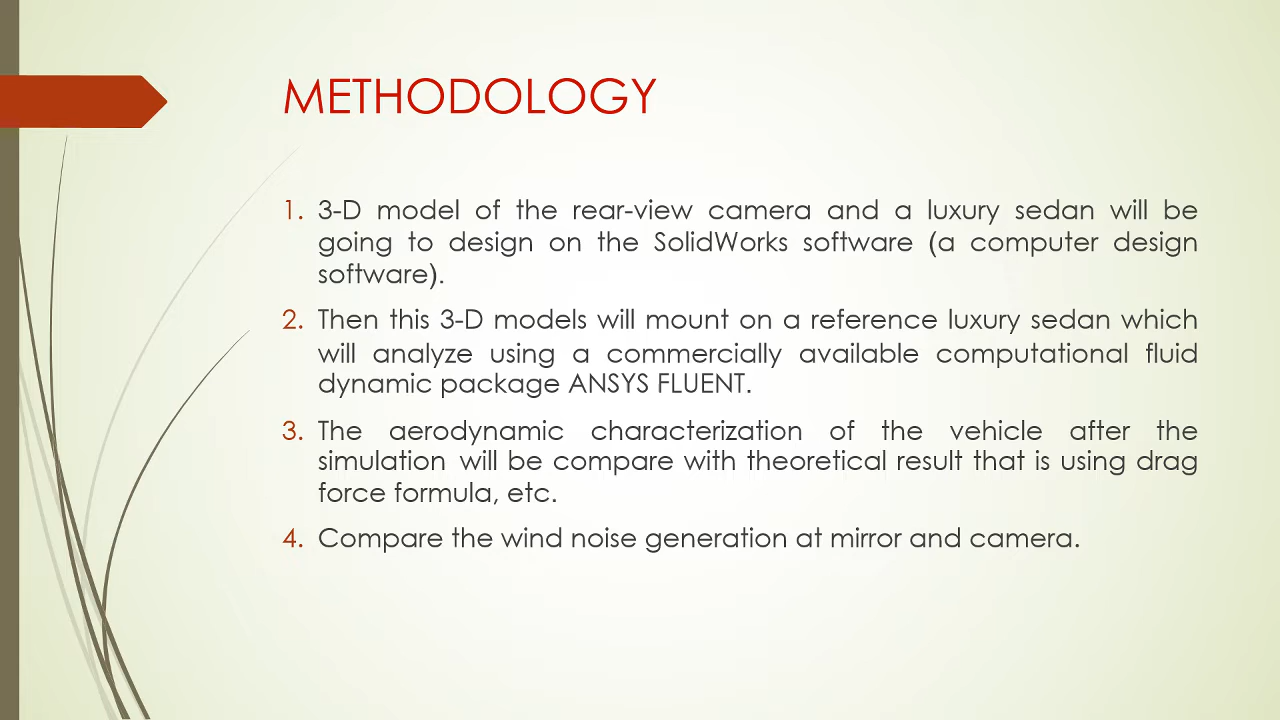 METHODOLOGY
1. 3-D model of the rear-view camera and a luxury sedan will be
going to design on the SolidWorks software (a computer design
software).
2. Then this 3-D models will mount on a reference luxury sedan which
will analyze using a commercially available computational fluid
dynamic package ANSYS FLUENT.
3. The aerodynamic characterization of the vehicle after the
simulation will be compare with theoretical result that is using drag
force formula, etc.
4. Compare the wind noise generation at mirror and camera.